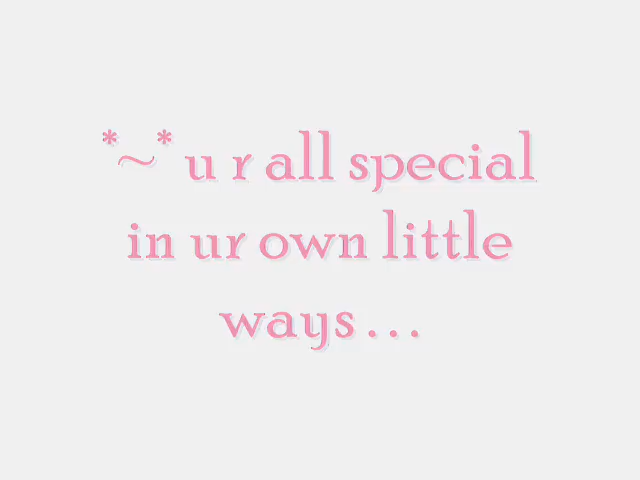 *~* u r all special
in ur own little
ways...